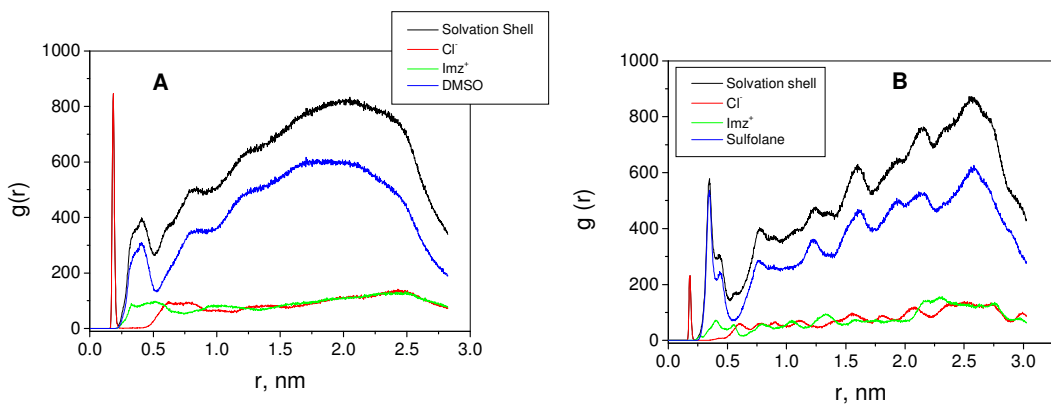 Solvation Shell
Cl-
Imz+
DMSO
A
1000
800
600
400
200
0
g(r)
0.0 0.5 1.0 1.5 2.0 2.5 3.0
r, nm
Solvation shell
Cl-
Imz+
Sulfolane
B
1000
800
600
400
200
0
g (r)
0.0 0.5 1.0 1.5 2.0 2.5 3.0
r, nm